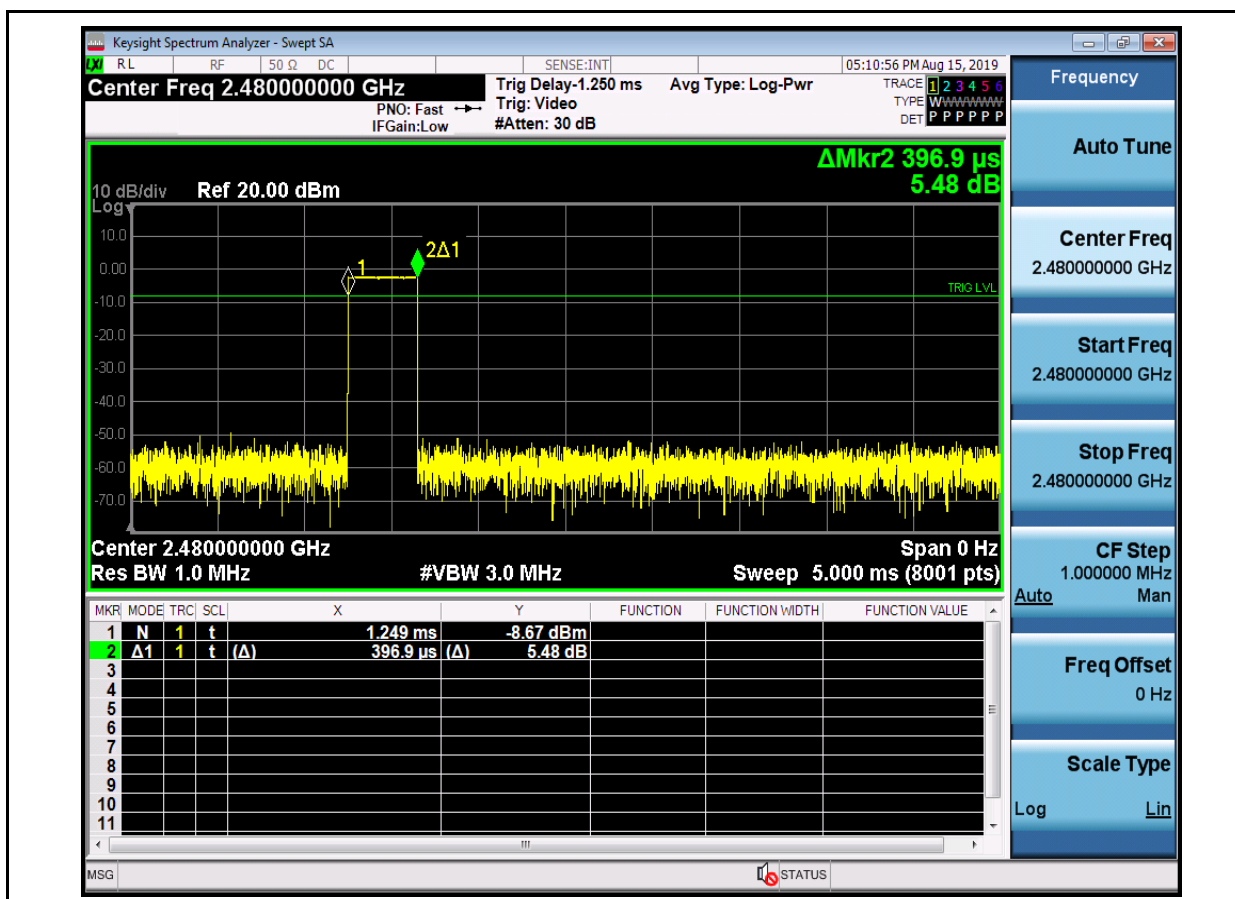 Keysight Spectrum Analyzer - Swept SA
LXI RL RF 50 Ω DC SENSE:INT 05:10:56 PM Aug 15, 2019
Center Freq 2.480000000 GHz
PNO: Fast
IFGain:Low
Trig Delay-1.250 ms
Trig: Video
#Atten: 30 dB
Avg Type: Log-Pwr
TRACE 1 2 3 4 5 6
TYPE WWWWWW
DET P P P P P P
ΔMkr2 396.9 µs
5.48 dB
10 dB/div Ref 20.00 dBm
Log
10.0
0.00
-10.0
-20.0
-30.0
-40.0
-50.0
-60.0
-70.0
1
2Δ1
TRIG LVL
Center 2.480000000 GHz Span 0 Hz
Res BW 1.0 MHz #VBW 3.0 MHz Sweep 5.000 ms (8001 pts)
MKR MODE TRC SCL X Y FUNCTION FUNCTION WIDTH FUNCTION VALUE
1 N 1 t 1.249 ms -8.67 dBm
2 Δ1 1 t (Δ) 396.9 µs (Δ) 5.48 dB
3
4
5
6
7
8
9
10
11
MSG STATUS
Frequency
Auto Tune
Center Freq
2.480000000 GHz
Start Freq
2.480000000 GHz
Stop Freq
2.480000000 GHz
CF Step
1.000000 MHz
Auto Man
Freq Offset
0 Hz
Scale Type
Log Lin